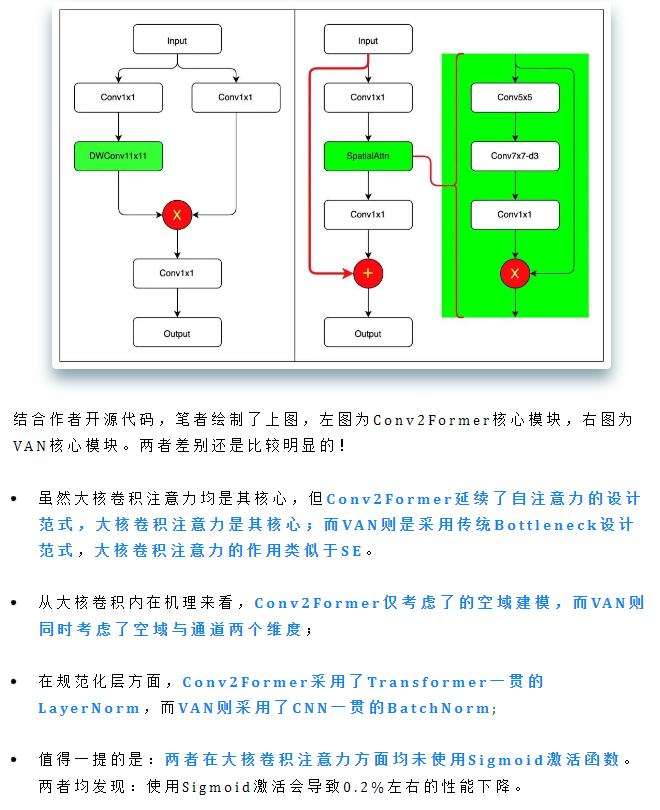 Input
Conv1x1
Conv1x1
DWConv11x11
X
Conv1x1
Output
Input
Conv1x1
SpatialAttn
Conv1x1
+
Output
Conv5x5
Conv7x7-d3
Conv1x1
X
结合作者开源代码，笔者绘制了上图，左图为Conv2Former核心模块，右图为
VAN核心模块。两者差别还是比较明显的！
虽然大核卷积注意力均是其核心，但Conv2Former延续了自注意力的设计
范式，大核卷积注意力是其核心；而VAN则是采用传统Bottleneck设计
范式，大核卷积注意力的作用类似于SE。
从大核卷积内在机理来看，Conv2Former仅考虑了的空域建模，而VAN则
同时考虑了空域与通道两个维度；
在规范化层方面，Conv2Former采用了Transformer一贯的
LayerNorm，而VAN则采用了CNN一贯的BatchNorm;
值得一提的是：两者在大核卷积注意力方面均未使用Sigmoid激活函数。
两者均发现：使用Sigmoid激活会导致0.2%左右的性能下降。